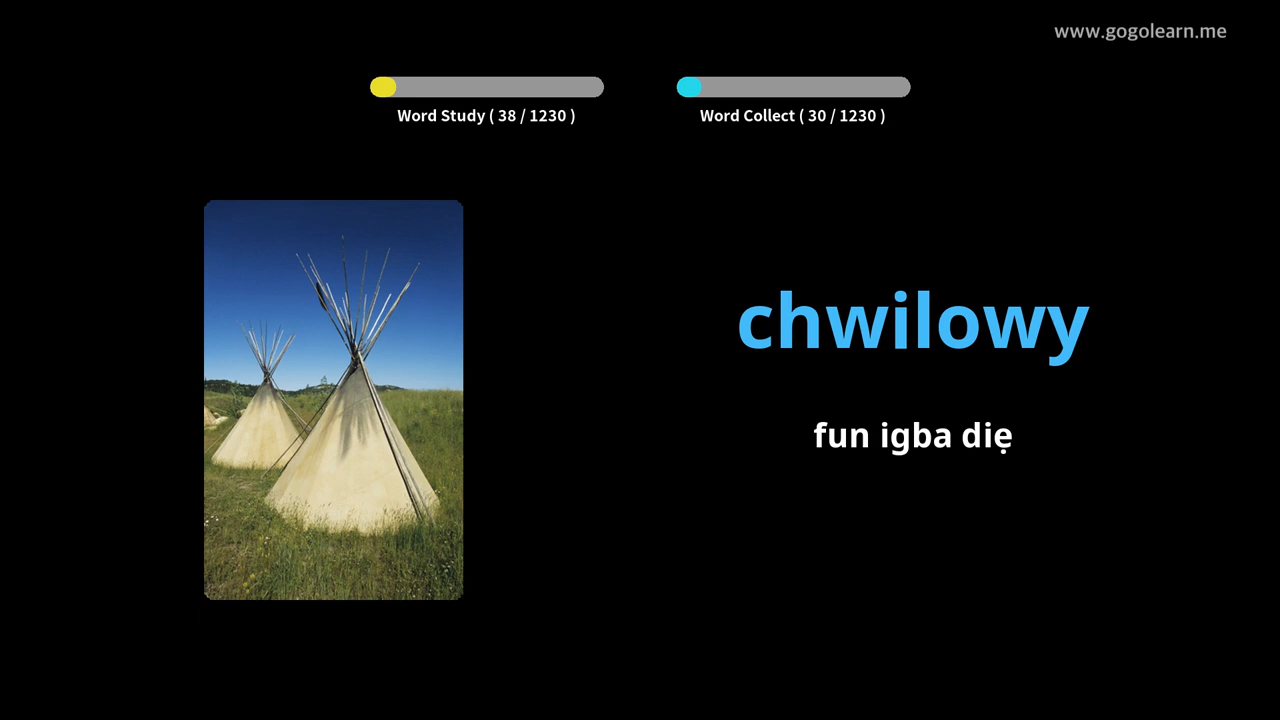 www.gogolearn.me
Word Study ( 38 / 1230 )
Word Collect ( 30 / 1230 )
chwilowy
fun igba diẹ